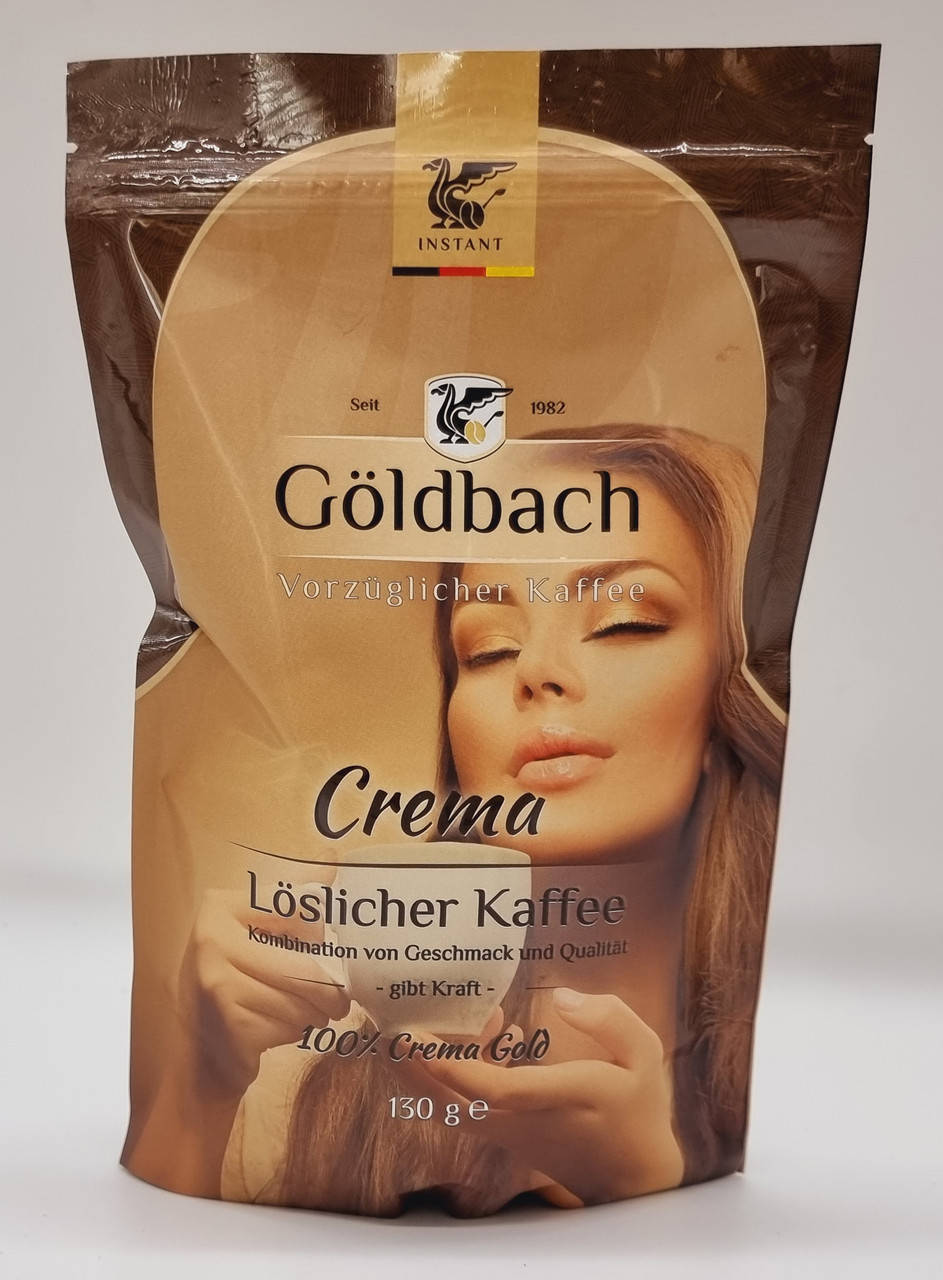 INSTANT
Seit 1982
Göldbach
Vorzüglicher Kaffee
Crema
Löslicher Kaffee
Kombination von Geschmack und Qualität
- gibt Kraft -
100% Crema Gold
130 g ℮